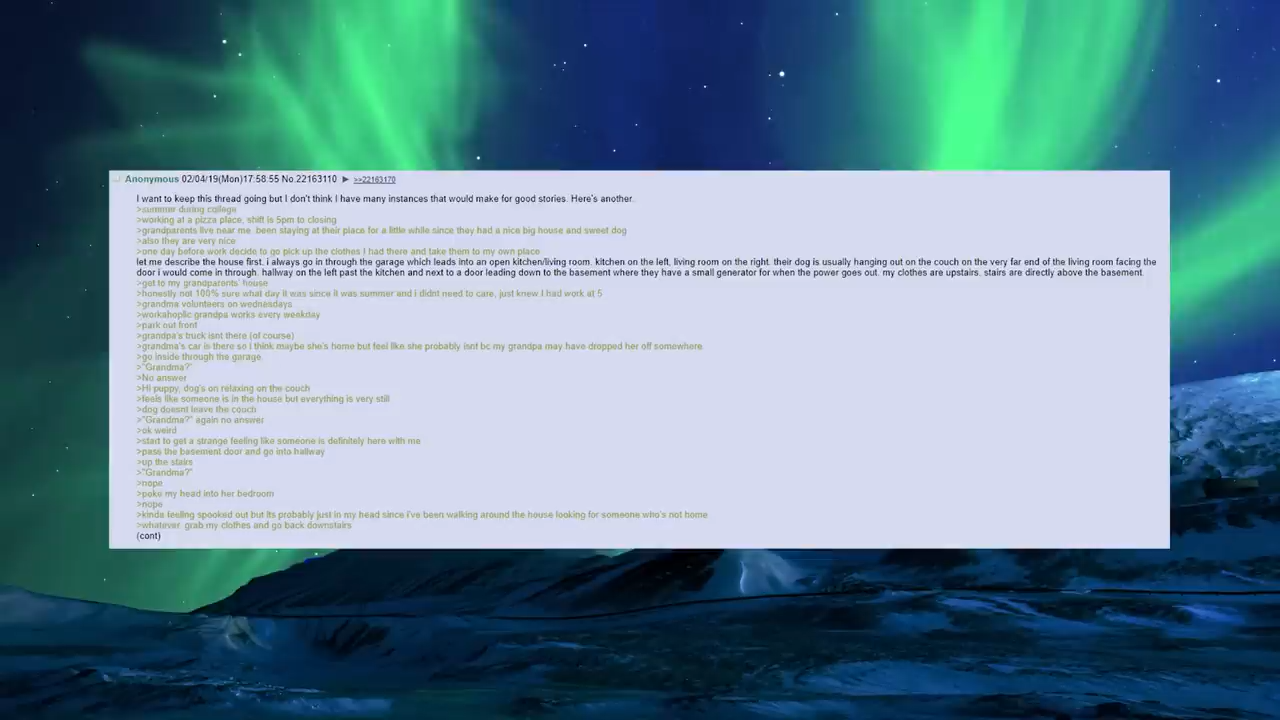 Anonymous 02/04/19(Mon)17:58:55 No.22163110 ▶ >>22163170
I want to keep this thread going but I don't think I have many instances that would make for good stories. Here's another.
>summer during college
>working at a pizza place, shift is 5pm to closing
>grandparents live near me. been staying at their place for a little while since they had a nice big house and sweet dog
>also they are very nice
>one day before work decide to go pick up the clothes I had there and take them to my own place
let me describe the house first. i always go in through the garage which leads into an open kitchen/living room. kitchen on the left, living room on the right. their dog is usually hanging out on the couch on the very far end of the living room facing the
door i would come in through. hallway on the left past the kitchen and next to a door leading down to the basement where they have a small generator for when the power goes out. my clothes are upstairs. stairs are directly above the basement.
>get to my grandparents' house
>honestly not 100% sure what day it was since it was summer and i didnt need to care, just knew I had work at 5
>grandma volunteers on wednesdays
>workaholic grandpa works every weekday
>park out front
>grandpa's truck isnt there (of course)
>grandma's car is there so I think maybe she's home but feel like she probably isnt bc my grandpa may have dropped her off somewhere
>go inside through the garage
>"Grandma?"
>No answer
>Hi puppy, dog's on relaxing on the couch
>feels like someone is in the house but everything is very still
>dog doesnt leave the couch
>"Grandma?" again no answer
>ok weird
>start to get a strange feeling like someone is definitely here with me
>pass the basement door and go into hallway
>up the stairs
>"Grandma?"
>nope
>poke my head into her bedroom
>nope
>kinda feeling spooked out but its probably just in my head since i've been walking around the house looking for someone who's not home
>whatever. grab my clothes and go back downstairs
(cont)